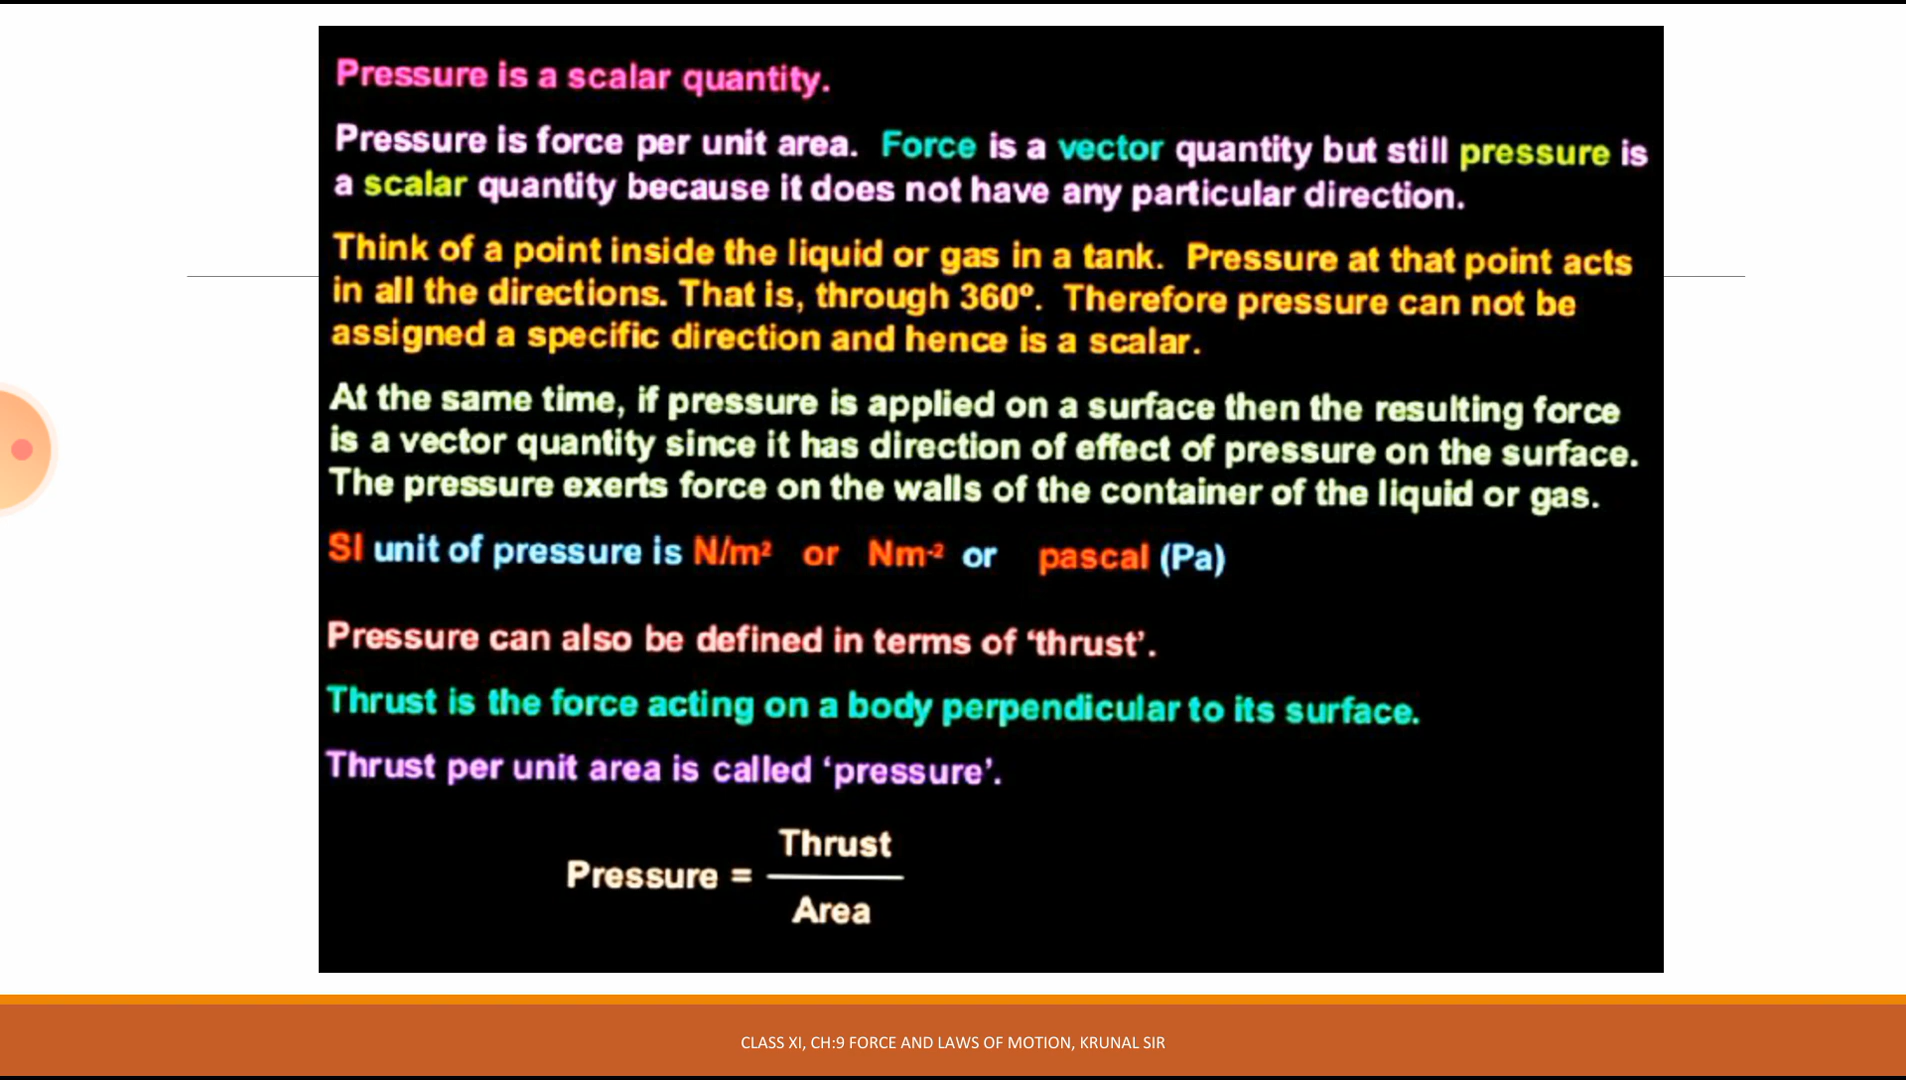 Pressure is a scalar quantity.
Pressure is force per unit area. Force is a vector quantity but still pressure is
a scalar quantity because it does not have any particular direction.
Think of a point inside the liquid or gas in a tank. Pressure at that point acts
in all the directions. That is, through 360º. Therefore pressure can not be
assigned a specific direction and hence is a scalar.
At the same time, if pressure is applied on a surface then the resulting force
is a vector quantity since it has direction of effect of pressure on the surface.
The pressure exerts force on the walls of the container of the liquid or gas.
SI unit of pressure is N/m² or Nm⁻² or pascal (Pa)
Pressure can also be defined in terms of ‘thrust’.
Thrust is the force acting on a body perpendicular to its surface.
Thrust per unit area is called ‘pressure’.
Thrust
Pressure =
Area
CLASS XI, CH:9 FORCE AND LAWS OF MOTION, KRUNAL SIR